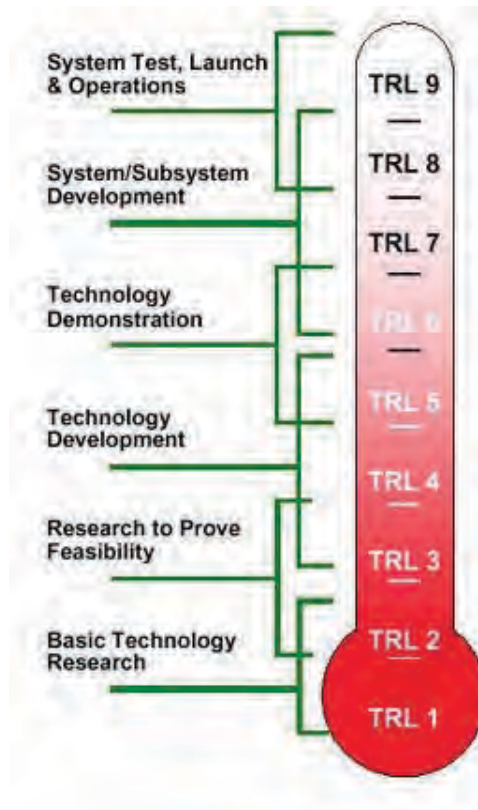 System Test, Launch
& Operations
System/Subsystem
Development
Technology
Demonstration
Technology
Development
Research to Prove
Feasibility
Basic Technology
Research
TRL 9
TRL 8
TRL 7
TRL 6
TRL 5
TRL 4
TRL 3
TRL 2
TRL 1